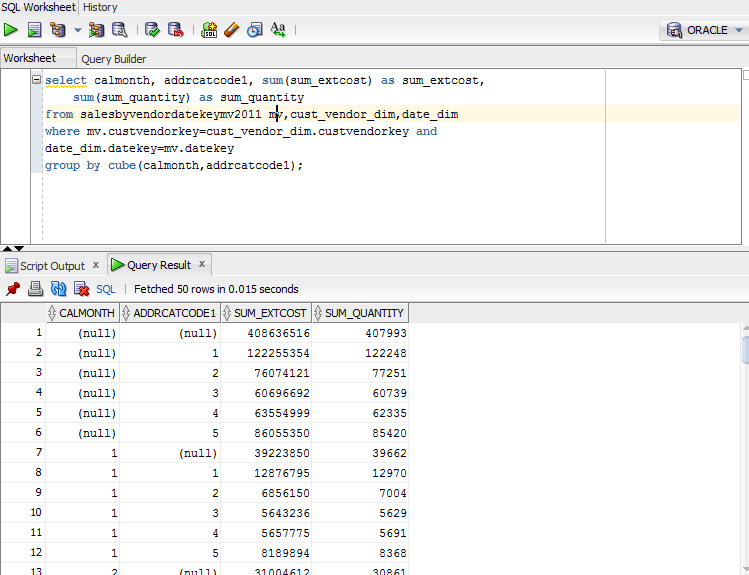 SQL Worksheet History
ORACLE
Worksheet Query Builder
select calmonth, addrcatcode1, sum(sum_extcost) as sum_extcost,
sum(sum_quantity) as sum_quantity
from salesbyvendordatekeymv2011 mv,cust_vendor_dim,date_dim
where mv.custvendorkey=cust_vendor_dim.custvendorkey and
date_dim.datekey=mv.datekey
group by cube(calmonth,addrcatcode1);
Script Output x Query Result x
SQL Fetched 50 rows in 0.015 seconds
CALMONTH ADDRCATCODE1 SUM_EXTCOST SUM_QUANTITY
1 (null) (null) 408636516 407993
2 (null) 1 122255354 122248
3 (null) 2 76074121 77251
4 (null) 3 60696692 60739
5 (null) 4 63554999 62335
6 (null) 5 86055350 85420
7 1 (null) 39223850 39662
8 1 1 12876795 12970
9 1 2 6856150 7004
10 1 3 5643236 5629
11 1 4 5657775 5691
12 1 5 8189894 8368
13 2 (null) 31004612 30861